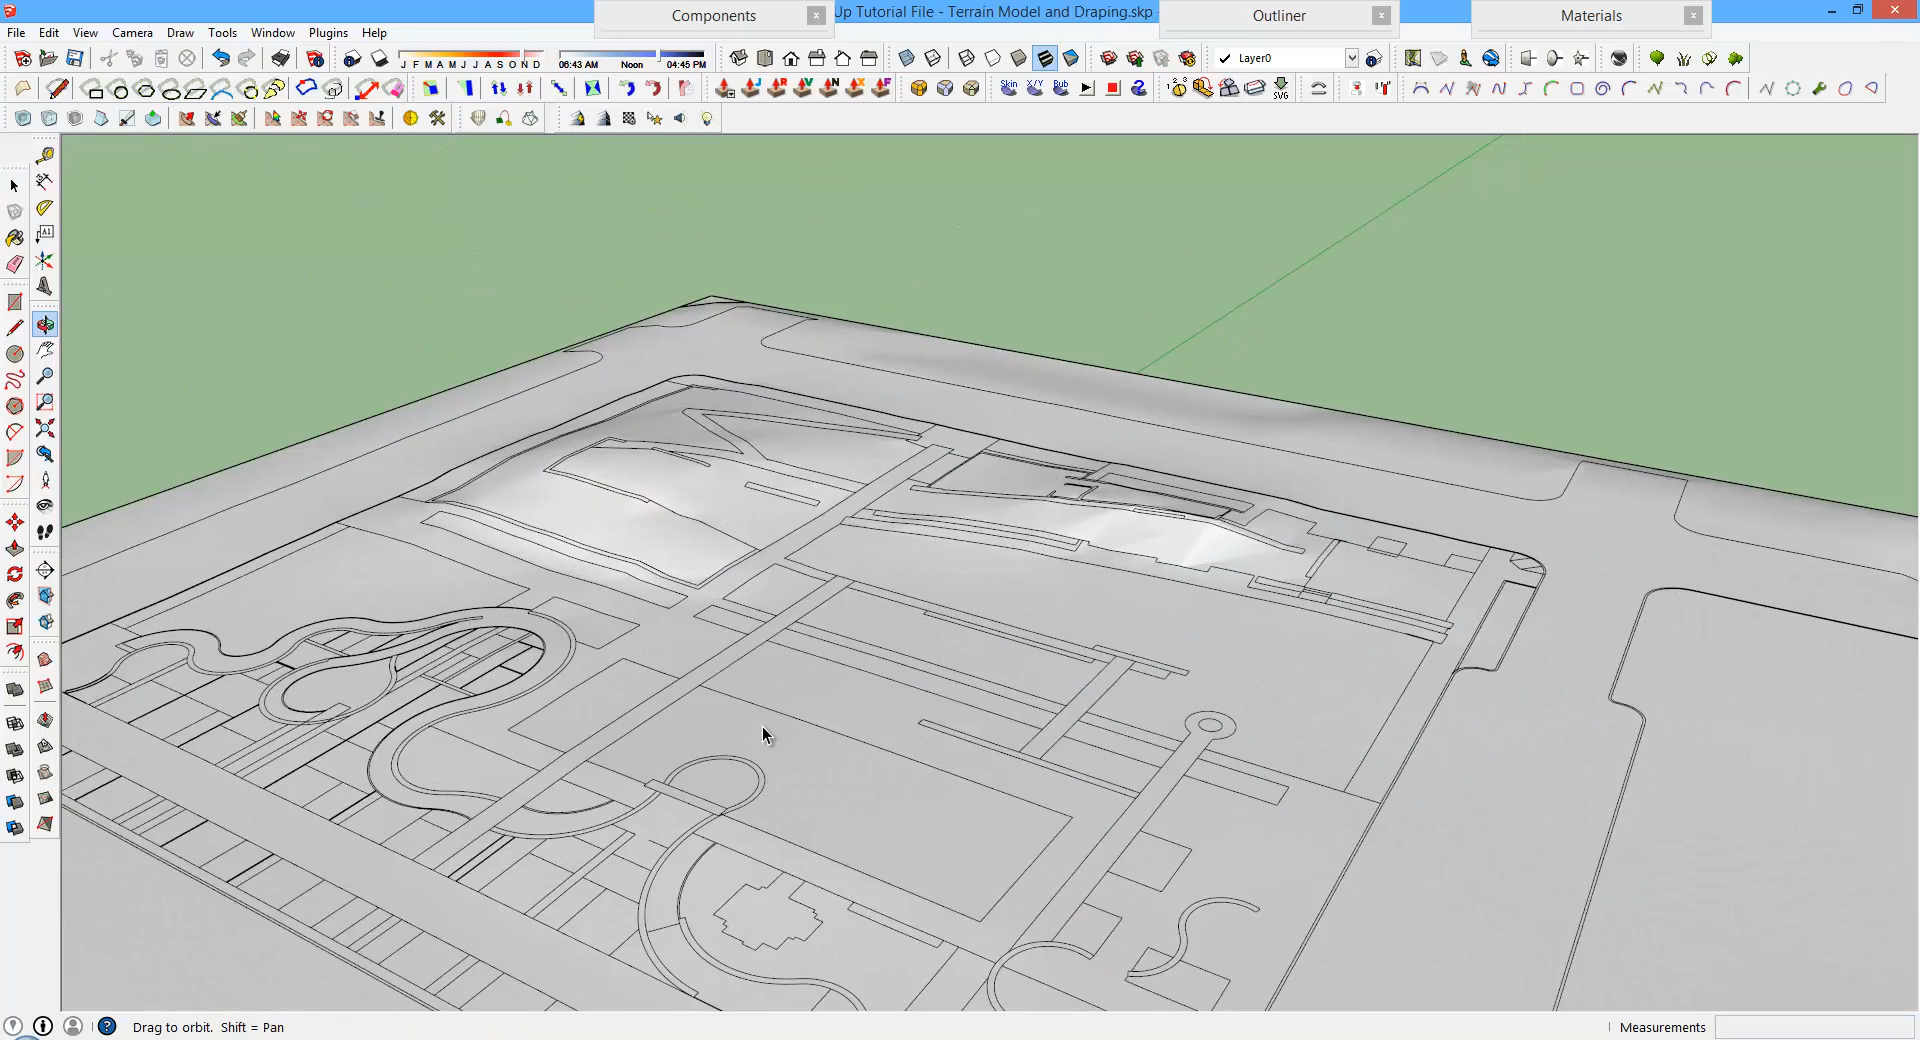 Up Tutorial File - Terrain Model and Draping.skp -
Components
Outliner
Materials
File Edit View Camera Draw Tools Window Plugins Help
J F M A M J J A S O N D
06:43 AM Noon 04:45 PM
Layer0
Skin X/Y Bub
SVG
Drag to orbit. Shift = Pan
Measurements